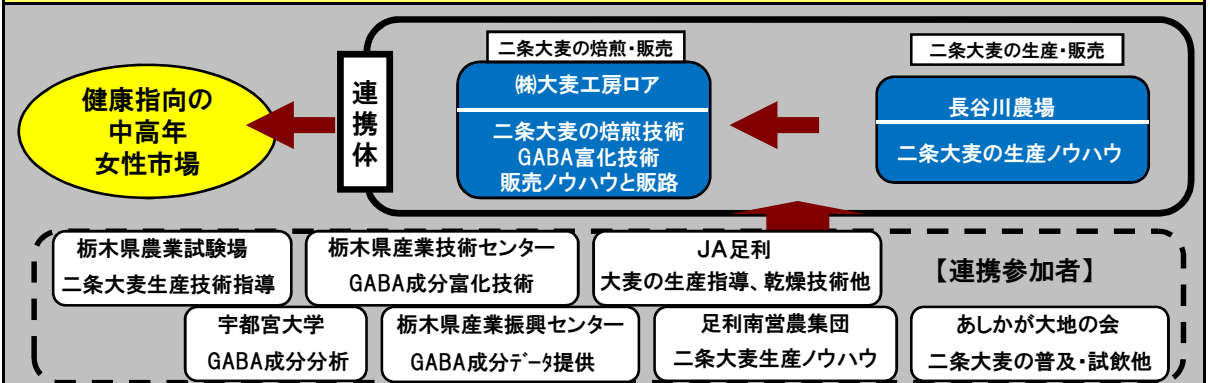 二条大麦の焙煎・販売
二条大麦の生産・販売
健康指向の
中高年
女性市場
連携体
㈱大麦工房ロア
二条大麦の焙煎技術
GABA富化技術
販売ノウハウと販路
長谷川農場
二条大麦の生産ノウハウ
栃木県農業試験場
二条大麦生産技術指導
栃木県産業技術センター
GABA成分富化技術
JA足利
大麦の生産指導、乾燥技術他
【連携参加者】
宇都宮大学
GABA成分分析
栃木県産業振興センター
GABA成分ﾃﾞｰﾀ提供
足利南営農集団
二条大麦生産ノウハウ
あしかが大地の会
二条大麦の普及・試飲他